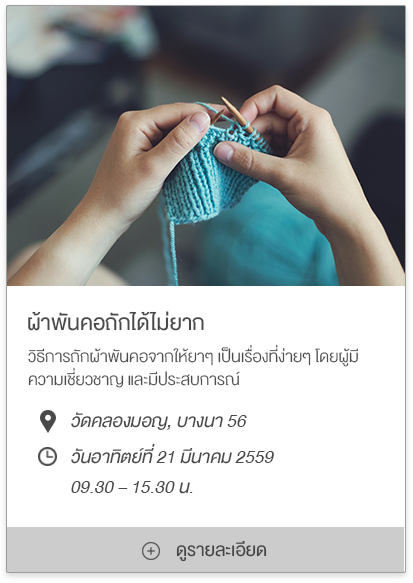 ผ้าพันคอถักได้ไม่ยาก
วิธีการถักผ้าพันคอจากให้ยาๆ เป็นเรื่องที่ง่ายๆ โดยผู้มี
ความเชี่ยวชาญ และมีประสบการณ์
วัดคลองมอญ, บางนา 56
วันอาทิตย์ที่ 21 มีนาคม 2559
09.30 – 15.30 น.
ดูรายละเอียด